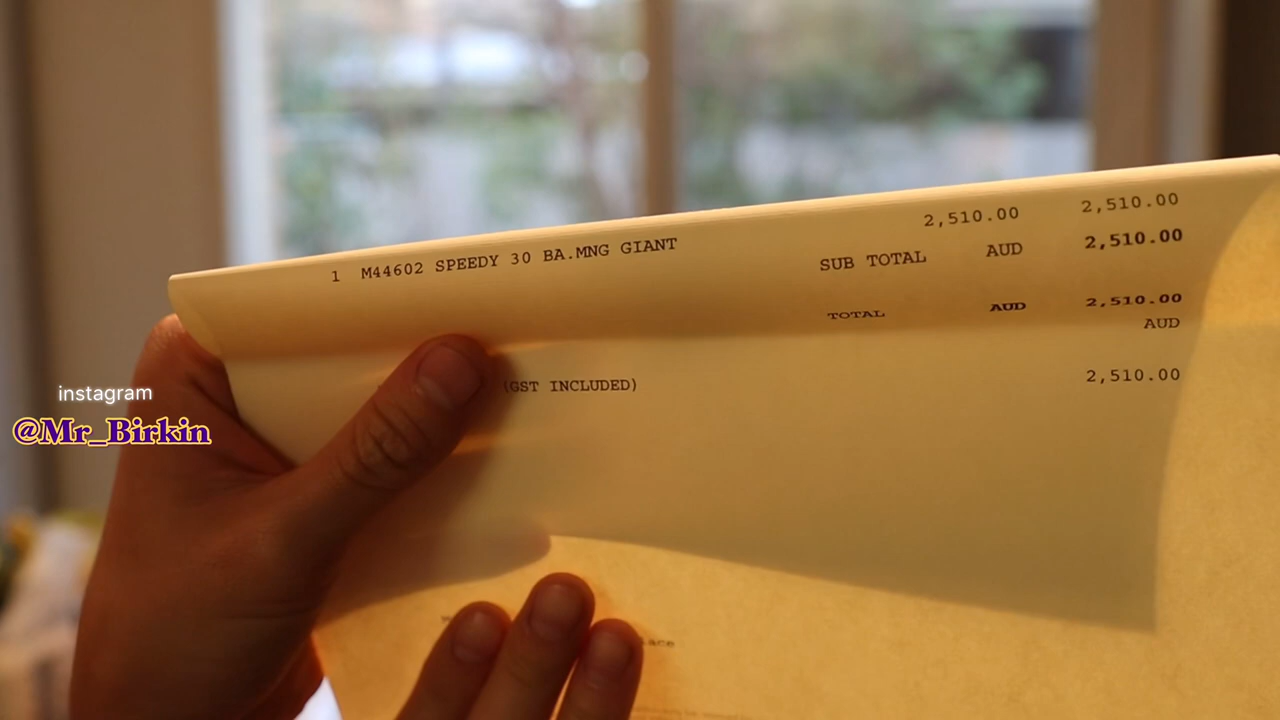 2,510.00 2,510.00
1 M44602 SPEEDY 30 BA.MNG GIANT
SUB TOTAL AUD 2,510.00
TOTAL AUD 2,510.00
AUD
(GST INCLUDED) 2,510.00
instagram
@Mr_Birkin